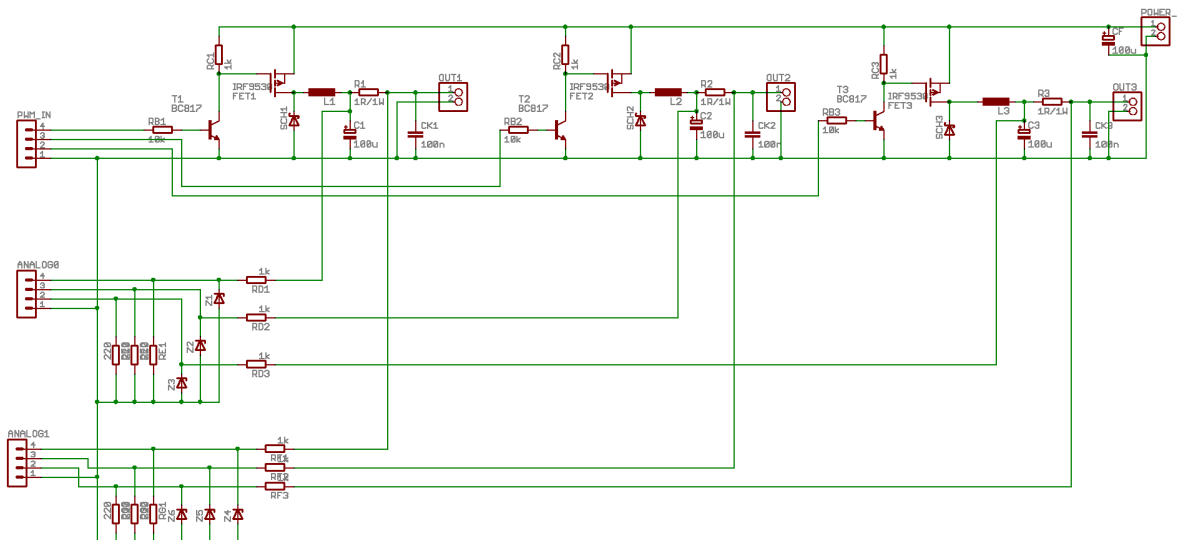 POWER_
1
2
CF
100u
RC1
1k
IRF9530
FET1
L1
R1
1R/1W
OUT1
1
2
SCH1
C1
100u
CK1
100n
T1
BC817
RB1
10k
RC2
1k
IRF9530
FET2
L2
R2
1R/1W
OUT2
1
2
SCH2
C2
100u
CK2
T2
BC817
RB2
10k
RC3
1k
IRF9530
FET3
L3
R3
1R/1W
OUT3
1
2
SCH3
C3
100u
100n
T3
BC817
RB3
10k
PWM_IN
4
3
2
1
ANALOG0
4
3
2
1
1k
RD1
1k
RD2
1k
RD3
Z1
Z2
Z3
220
RE1
ANALOG1
4
3
2
1
1k
RF3
220
RG1
Z6
Z5
Z4